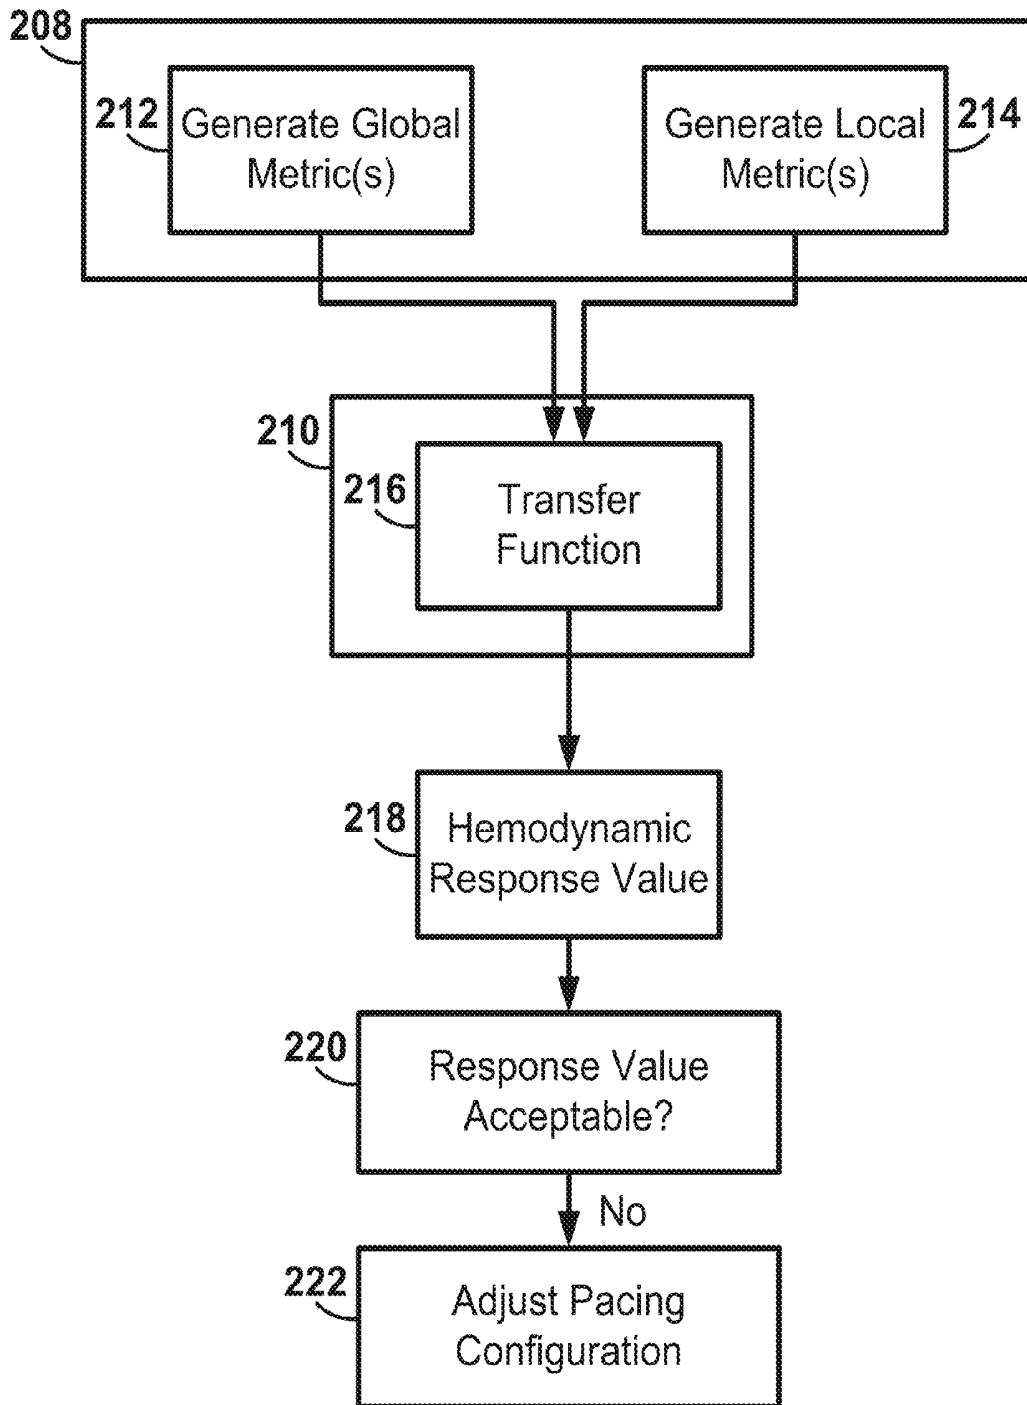 208
212
Generate Global
Metric(s)
Generate Local
Metric(s)
214
210
216
Transfer
Function
218
Hemodynamic
Response Value
220
Response Value
Acceptable?
No
222
Adjust Pacing
Configuration